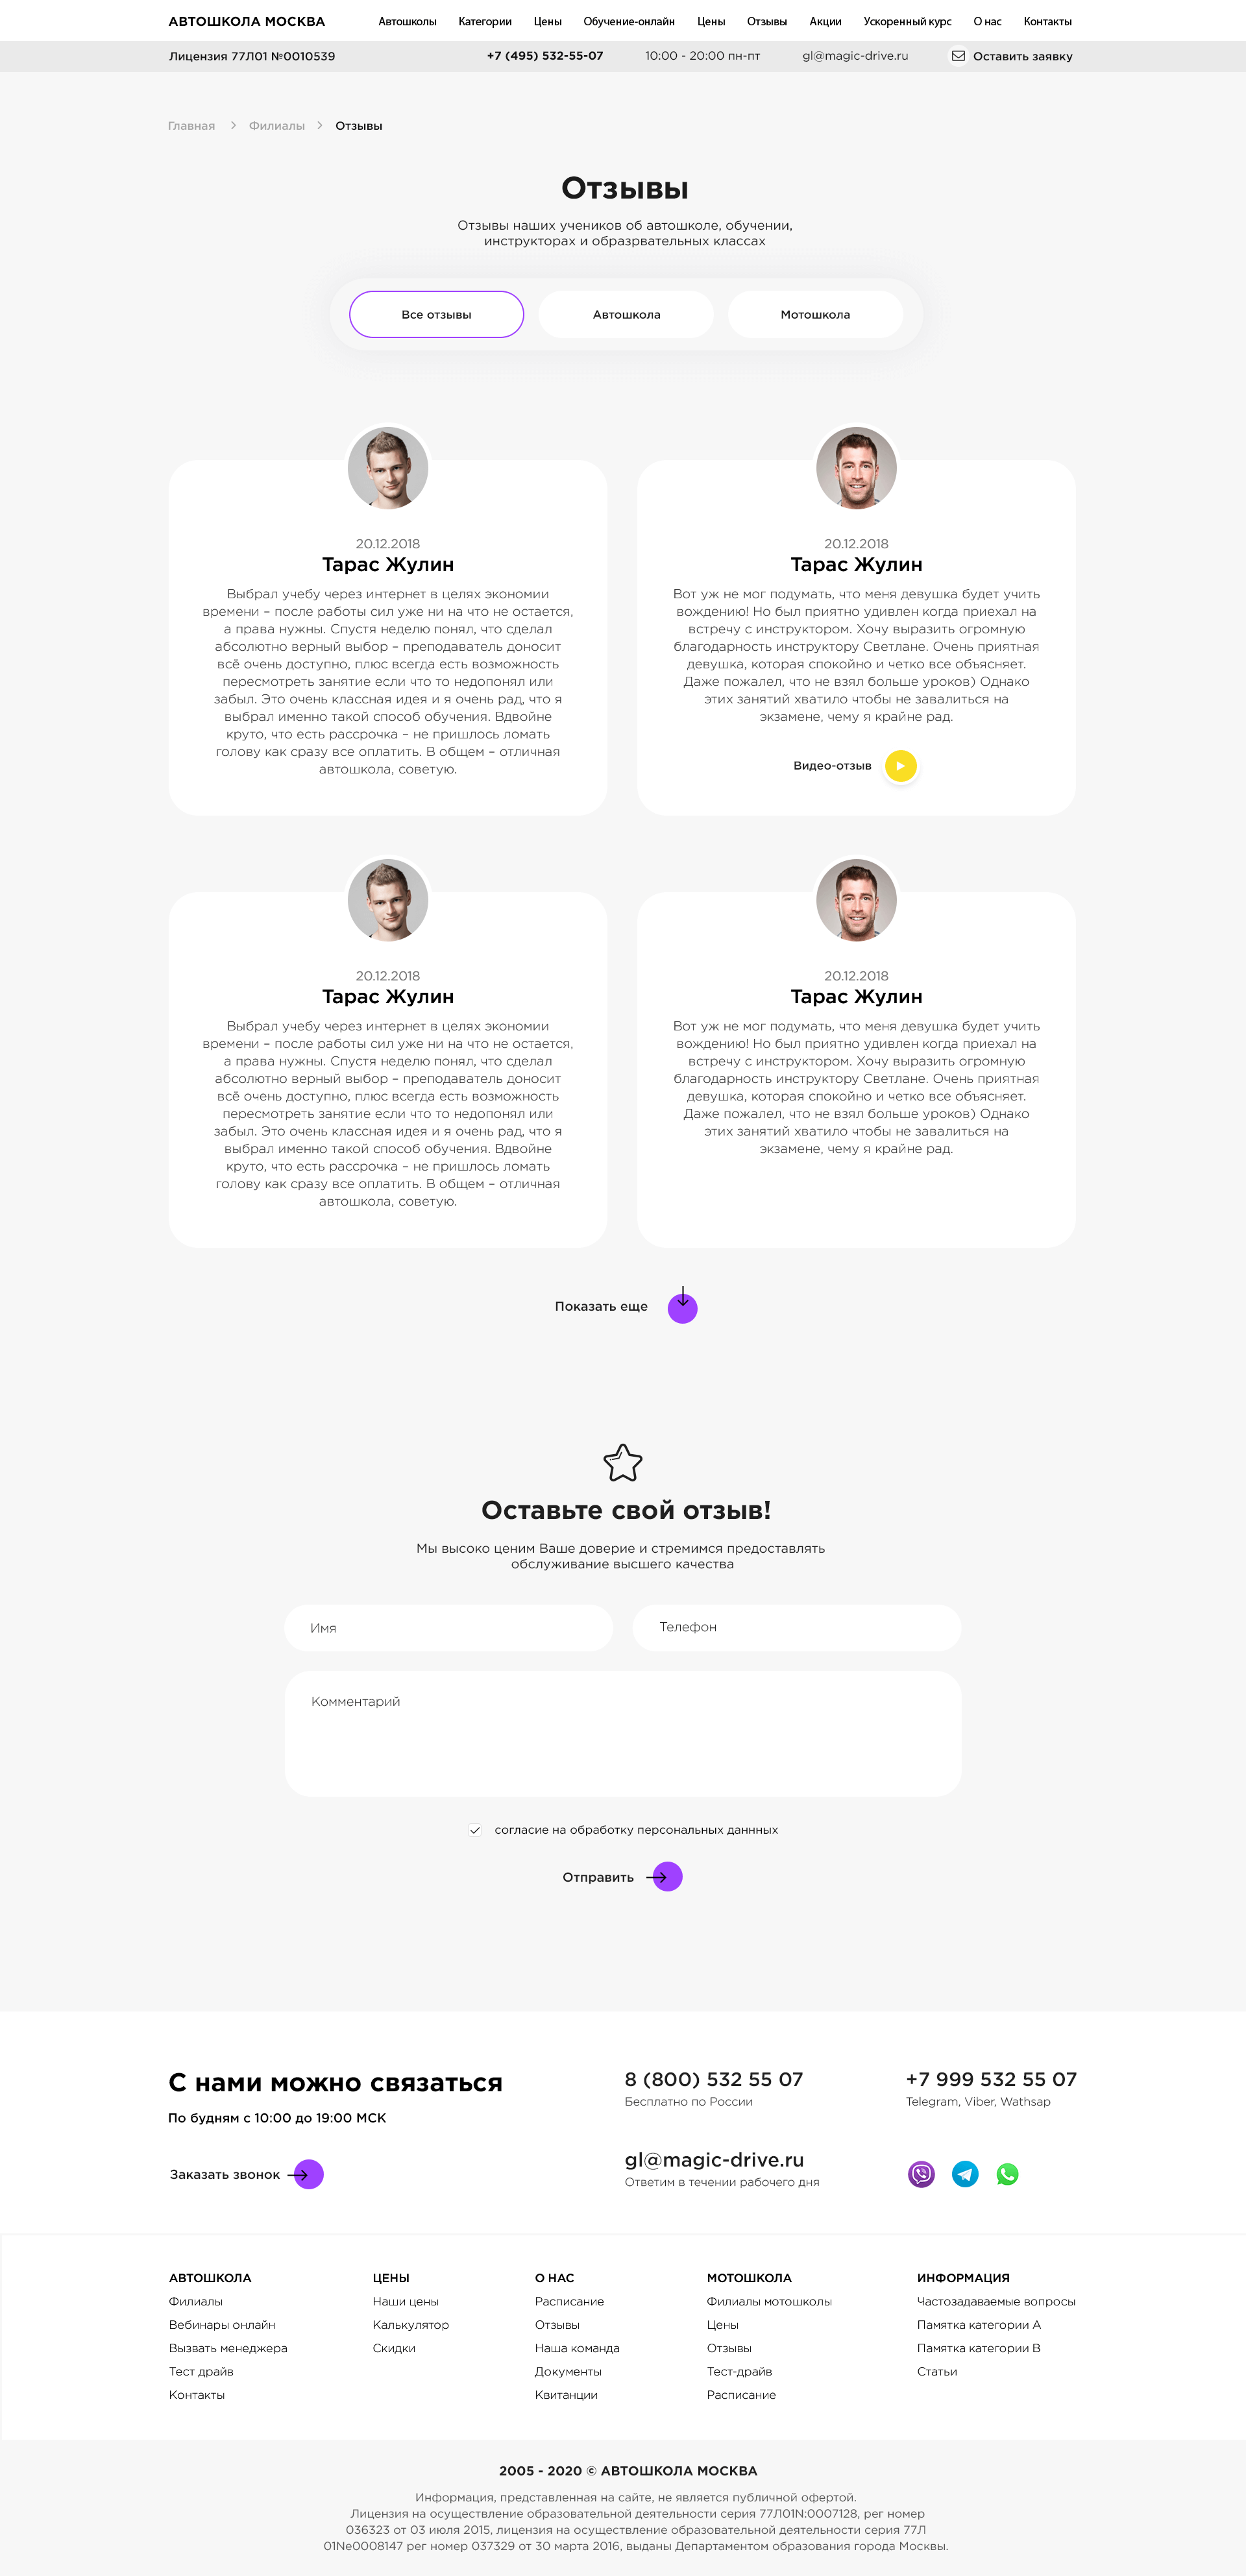 АВТОШКОЛА МОСКВА
Автошколы Категории Цены Обучение-онлайн Цены Отзывы Акции Ускоренный курс О нас Контакты
Лицензия 77Л01 №0010539
+7 (495) 532-55-07 10:00 - 20:00 пн-пт gl@magic-drive.ru Оставить заявку
Главная Филиалы Отзывы
Отзывы
Отзывы наших учеников об автошколе, обучении,
инструкторах и образрвательных классах
Все отзывы Автошкола Мотошкола
20.12.2018
Тарас Жулин
Выбрал учебу через интернет в целях экономии
времени – после работы сил уже ни на что не остается,
а права нужны. Спустя неделю понял, что сделал
абсолютно верный выбор – преподаватель доносит
всё очень доступно, плюс всегда есть возможность
пересмотреть занятие если что то недопонял или
забыл. Это очень классная идея и я очень рад, что я
выбрал именно такой способ обучения. Вдвойне
круто, что есть рассрочка – не пришлось ломать
голову как сразу все оплатить. В общем – отличная
автошкола, советую.
20.12.2018
Тарас Жулин
Вот уж не мог подумать, что меня девушка будет учить
вождению! Но был приятно удивлен когда приехал на
встречу с инструктором. Хочу выразить огромную
благодарность инструктору Светлане. Очень приятная
девушка, которая спокойно и четко все объясняет.
Даже пожалел, что не взял больше уроков) Однако
этих занятий хватило чтобы не завалиться на
экзамене, чему я крайне рад.
Видео-отзыв
20.12.2018
Тарас Жулин
Выбрал учебу через интернет в целях экономии
времени – после работы сил уже ни на что не остается,
а права нужны. Спустя неделю понял, что сделал
абсолютно верный выбор – преподаватель доносит
всё очень доступно, плюс всегда есть возможность
пересмотреть занятие если что то недопонял или
забыл. Это очень классная идея и я очень рад, что я
выбрал именно такой способ обучения. Вдвойне
круто, что есть рассрочка – не пришлось ломать
голову как сразу все оплатить. В общем – отличная
автошкола, советую.
20.12.2018
Тарас Жулин
Вот уж не мог подумать, что меня девушка будет учить
вождению! Но был приятно удивлен когда приехал на
встречу с инструктором. Хочу выразить огромную
благодарность инструктору Светлане. Очень приятная
девушка, которая спокойно и четко все объясняет.
Даже пожалел, что не взял больше уроков) Однако
этих занятий хватило чтобы не завалиться на
экзамене, чему я крайне рад.
Показать еще
Оставьте свой отзыв!
Мы высоко ценим Ваше доверие и стремимся предоставлять
обслуживание высшего качества
Имя
Телефон
Комментарий
согласие на обработку персональных даннных
Отправить
С нами можно связаться
По будням с 10:00 до 19:00 МСК
Заказать звонок
8 (800) 532 55 07
Бесплатно по России
+7 999 532 55 07
Telegram, Viber, Wathsap
gl@magic-drive.ru
Ответим в течении рабочего дня
АВТОШКОЛА
Филиалы
Вебинары онлайн
Вызвать менеджера
Тест драйв
Контакты
ЦЕНЫ
Наши цены
Калькулятор
Скидки
О НАС
Расписание
Отзывы
Наша команда
Документы
Квитанции
МОТОШКОЛА
Филиалы мотошколы
Цены
Отзывы
Тест-драйв
Расписание
ИНФОРМАЦИЯ
Частозадаваемые вопросы
Памятка категории А
Памятка категории В
Статьи
2005 - 2020 © АВТОШКОЛА МОСКВА
Информация, представленная на сайте, не является публичной офертой.
Лицензия на осуществление образовательной деятельности серия 77Л01N:0007128, рег номер
036323 от 03 июля 2015, лицензия на осуществление образовательной деятельности серия 77Л
01Ne0008147 рег номер 037329 от 30 марта 2016, выданы Департаментом образования города Москвы.